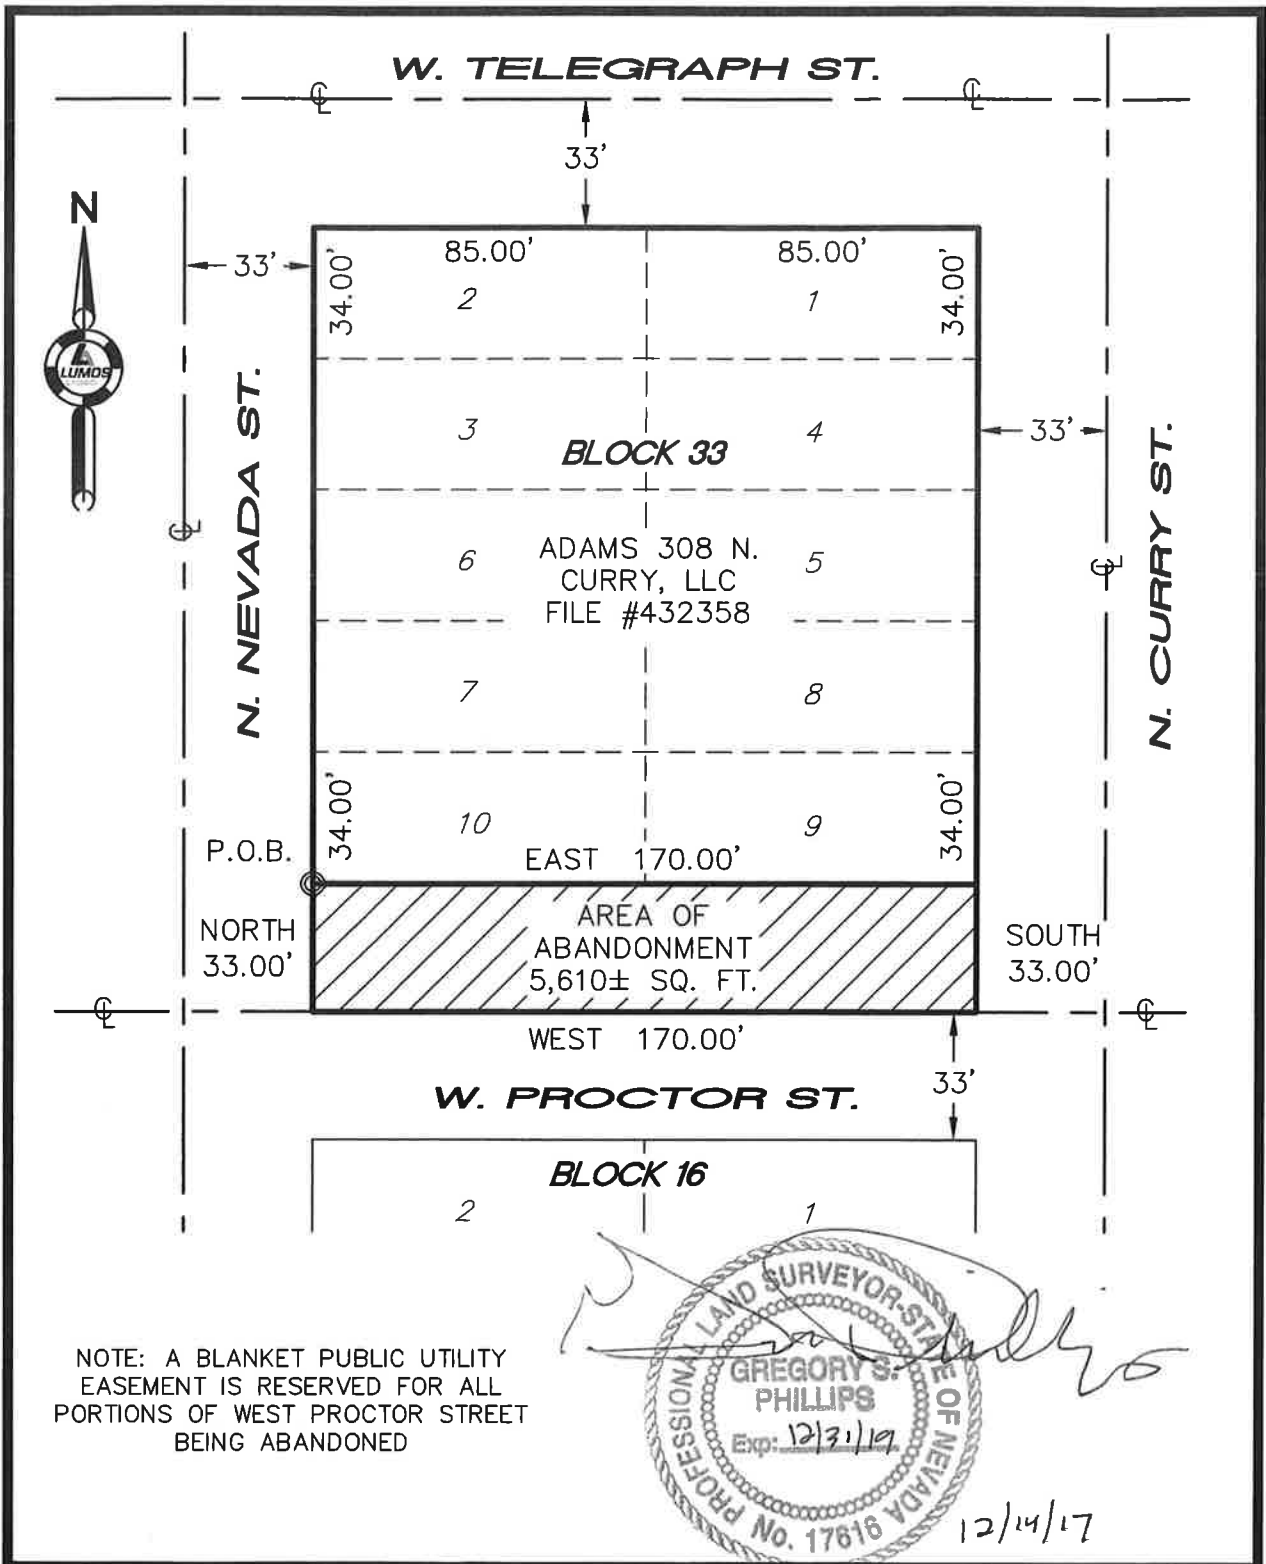 W. TELEGRAPH ST.
33'
N
33'
85.00'
85.00'
34.00'
34.00'
2
1
LUMOS
3
4
33'
BLOCK 33
N. NEVADA ST.
N. CURRY ST.
ADAMS 308 N.
CURRY, LLC
FILE #432358
6
5
7
8
34.00'
34.00'
10
9
P.O.B.
EAST 170.00'
NORTH
33.00'
AREA OF
ABANDONMENT
5,610± SQ. FT.
SOUTH
33.00'
WEST 170.00'
33'
W. PROCTOR ST.
BLOCK 16
2
1
NOTE: A BLANKET PUBLIC UTILITY
EASEMENT IS RESERVED FOR ALL
PORTIONS OF WEST PROCTOR STREET
BEING ABANDONED
PROFESSIONAL LAND SURVEYOR-STATE OF NEVADA
GREGORY S.
PHILLIPS
Exp: 12/31/19
No. 17616
12/14/17